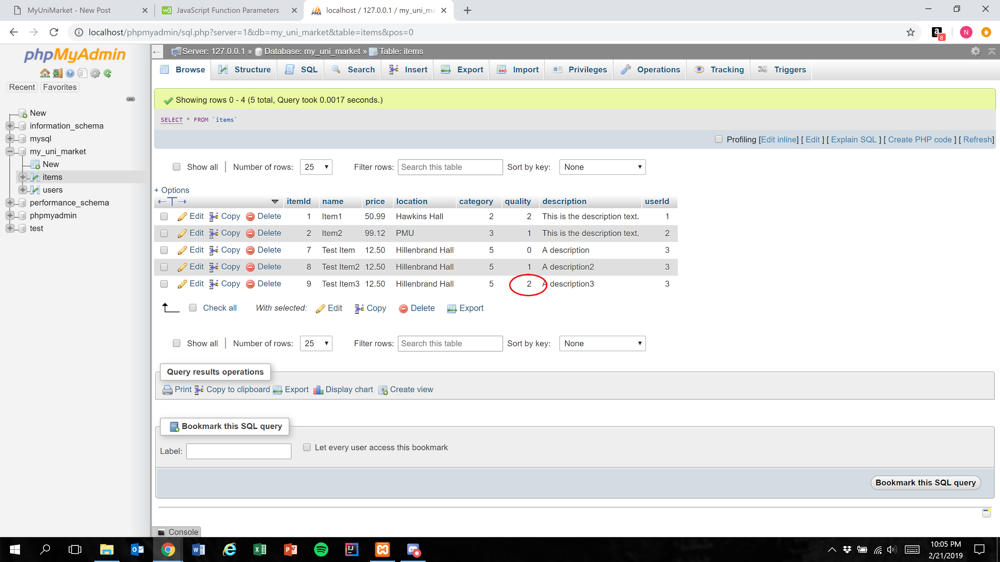 MyUniMarket - New Post
JavaScript Function Parameters
localhost / 127.0.0.1 / my_uni_ma
localhost/phpmyadmin/sql.php?server=1&db=my_uni_market&table=items&pos=0
8
N
phpMyAdmin
Recent Favorites
New
information_schema
mysql
my_uni_market
New
items
users
performance_schema
phpmyadmin
test
Server: 127.0.0.1 » Database: my_uni_market » Table: items
Browse Structure SQL Search Insert Export Import Privileges Operations Tracking Triggers
Showing rows 0 - 4 (5 total, Query took 0.0017 seconds.)
SELECT * FROM `items`
Profiling [Edit inline] [ Edit ] [ Explain SQL ] [ Create PHP code ] [ Refresh]
Show all | Number of rows: 25 Filter rows: Search this table Sort by key: None
+ Options
itemId name price location category quality description userId
Edit Copy Delete 1 Item1 50.99 Hawkins Hall 2 2 This is the description text. 1
Edit Copy Delete 2 Item2 99.12 PMU 3 1 This is the description text. 2
Edit Copy Delete 7 Test Item 12.50 Hillenbrand Hall 5 0 A description 3
Edit Copy Delete 8 Test Item2 12.50 Hillenbrand Hall 5 1 A description2 3
Edit Copy Delete 9 Test Item3 12.50 Hillenbrand Hall 5 2 A description3 3
Check all With selected: Edit Copy Delete Export
Show all | Number of rows: 25 Filter rows: Search this table Sort by key: None
Query results operations
Print Copy to clipboard Export Display chart Create view
Bookmark this SQL query
Label: Let every user access this bookmark
Bookmark this SQL query
Console
10:05 PM
2/21/2019